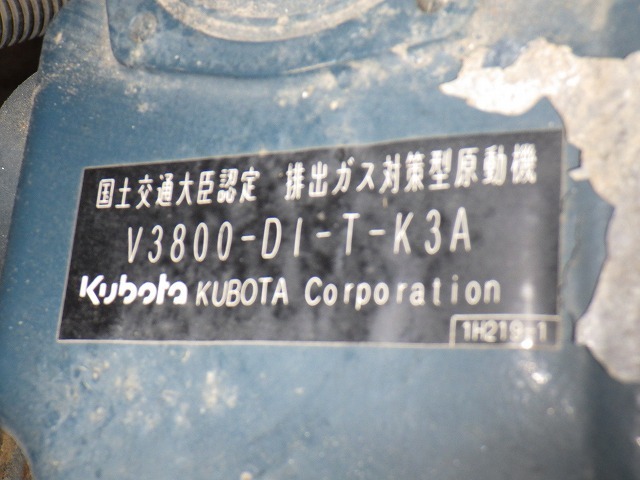 国土交通大臣認定 排出ガス対策型原動機
V3800-DI-T-K3A
Kubota KUBOTA Corporation
1H219-1